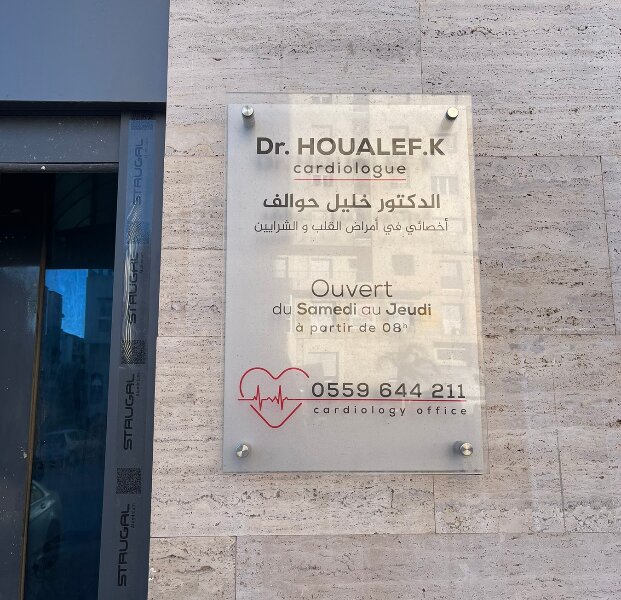 Dr. HOUALEF.K
cardiologue
الدكتور خليل حوالف
أخصائي في أمراض القلب و الشرايين
Ouvert
du Samedi au Jeudi
à partir de 08h
0559 644 211
cardiology office
STRUGAL
STRUGAL
STRUGAL
STRUGAL